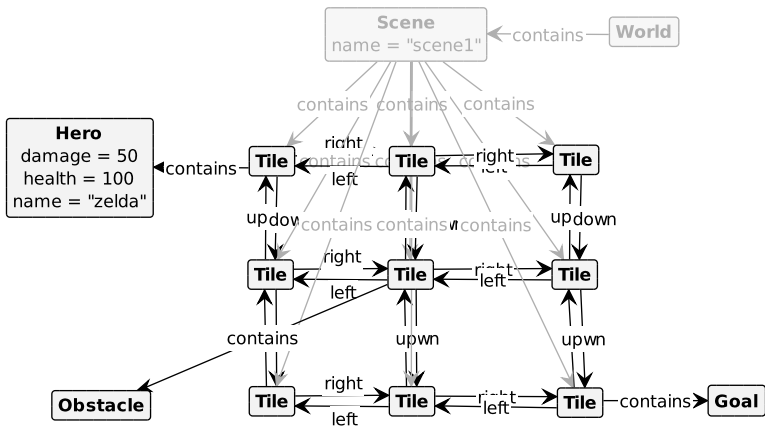 Scene
name = "scene1"
contains
World
contains contains contains
Hero
damage = 50
health = 100
name = "zelda"
contains
Tile
right
left
Tile
right
left
Tile
contains
up
down
up
down
contains contains contains
Tile
right
left
Tile
right
left
Tile
contains
up
up
Obstacle
Tile
right
left
Tile
right
left
Tile
contains
Goal